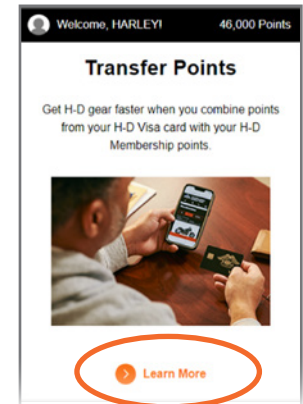 Welcome, HARLEY! 46,000 Points
Transfer Points
Get H-D gear faster when you combine points
from your H-D Visa card with your H-D
Membership points.
Learn More